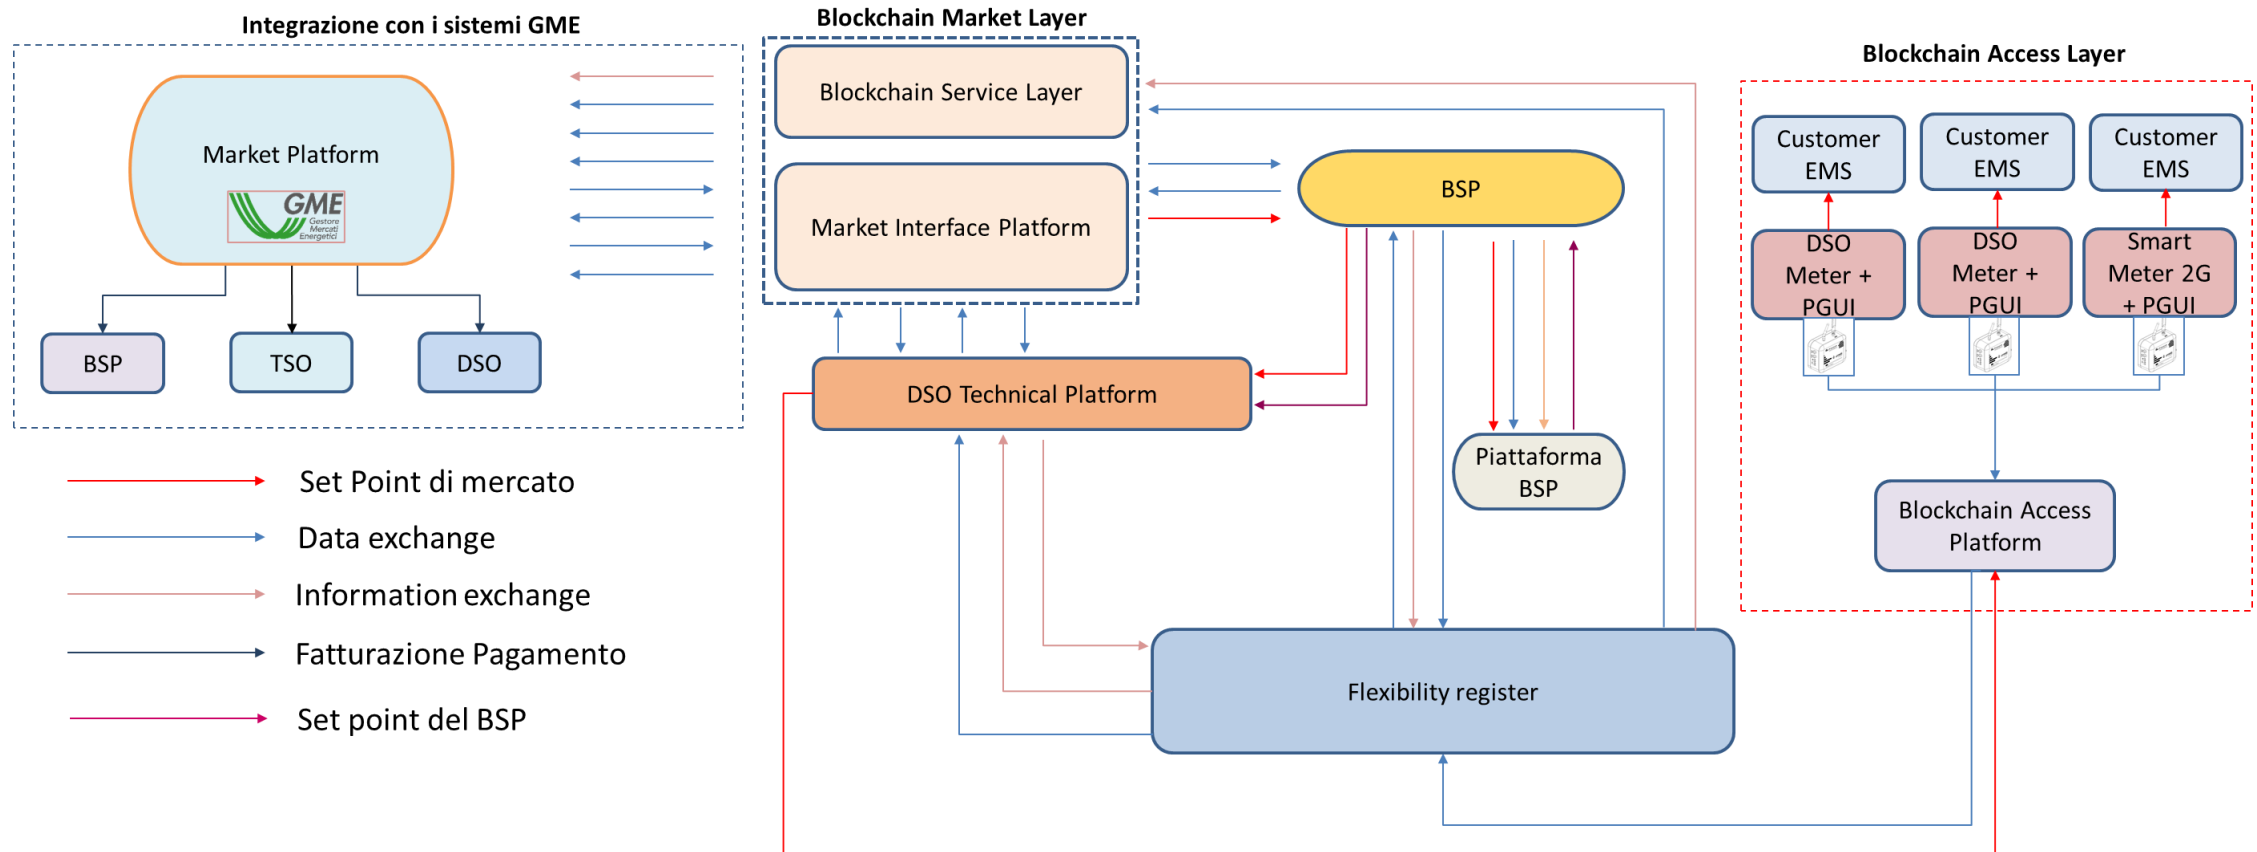 Integrazione con i sistemi GME
Market Platform
GME
Gestore
Mercati
Energetici
BSP
TSO
DSO
Blockchain Market Layer
Blockchain Service Layer
Market Interface Platform
BSP
DSO Technical Platform
Piattaforma
BSP
Flexibility register
Blockchain Access Layer
Customer
EMS
Customer
EMS
Customer
EMS
DSO
Meter +
PGUI
DSO
Meter +
PGUI
Smart
Meter 2G
+ PGUI
Blockchain Access
Platform
Set Point di mercato
Data exchange
Information exchange
Fatturazione Pagamento
Set point del BSP